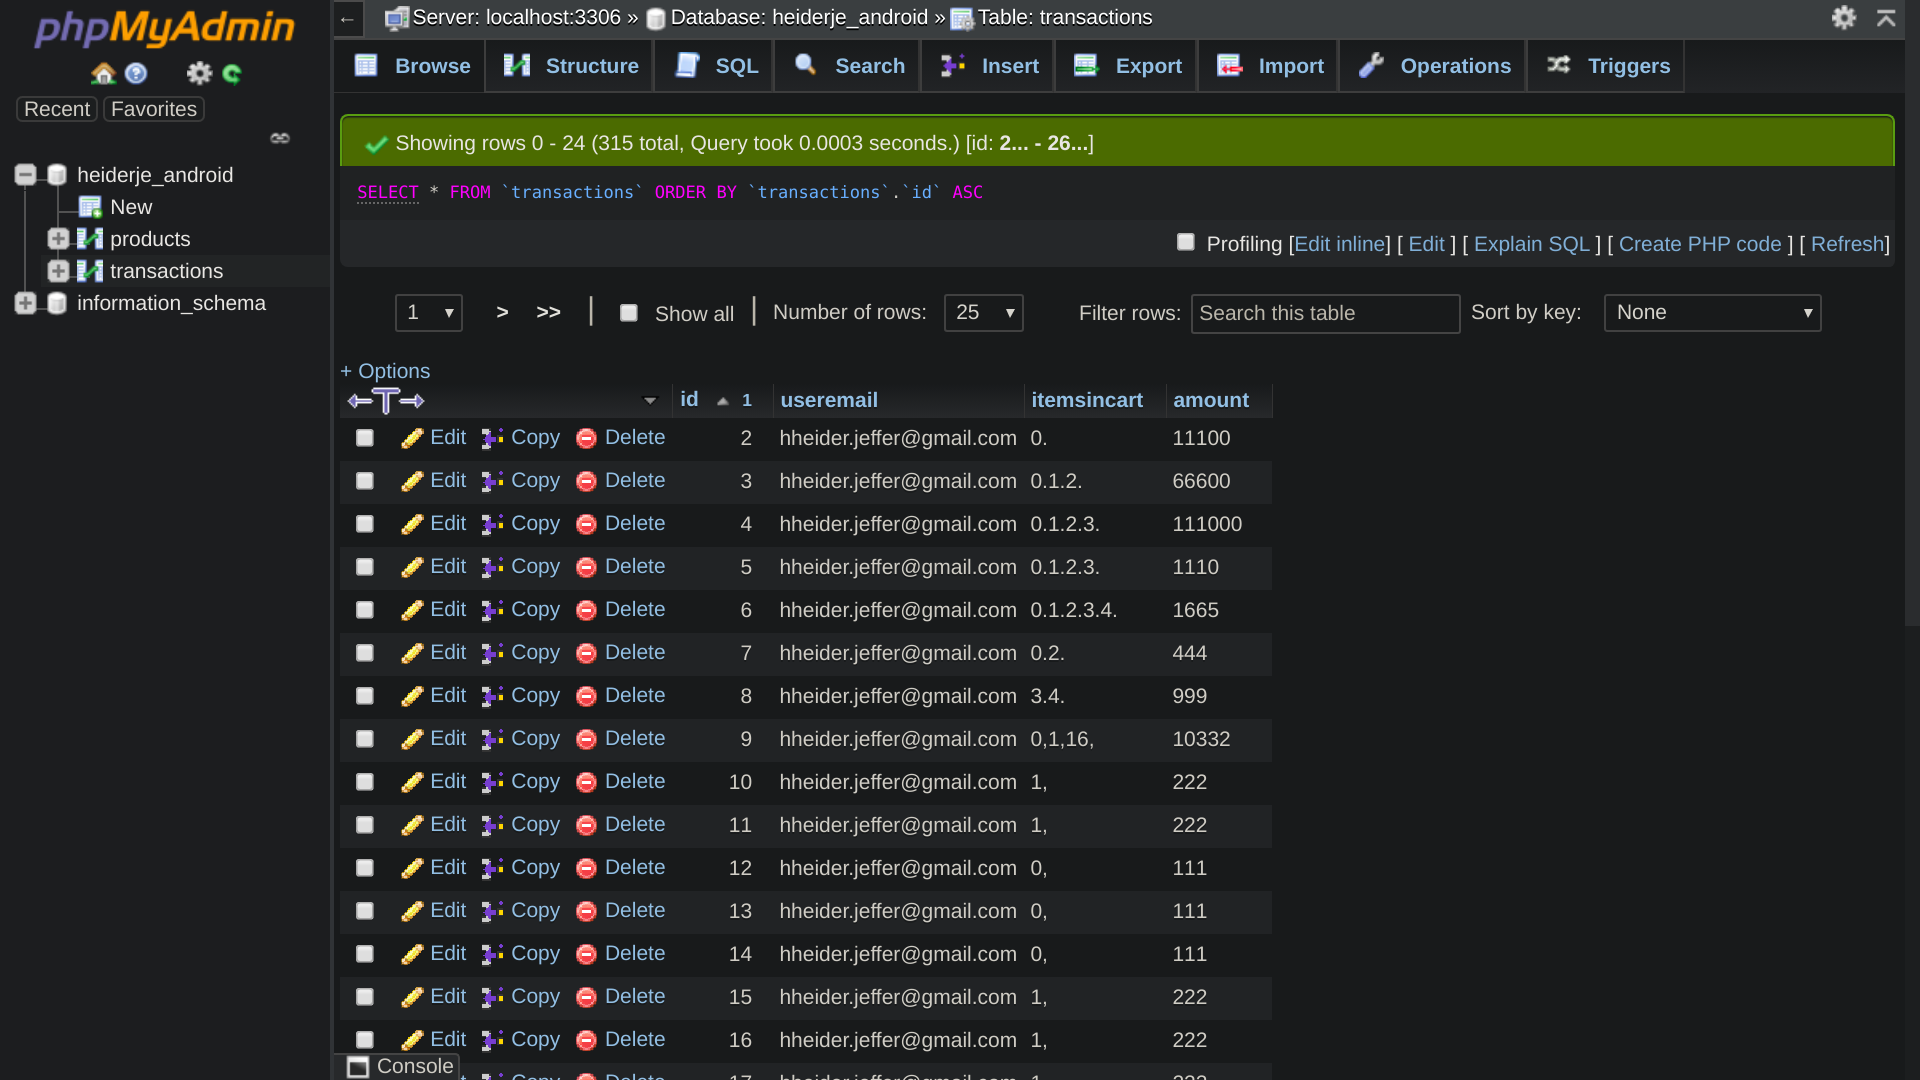 phpMyAdmin
Recent Favorites
heiderje_android
New
products
transactions
information_schema
← Server: localhost:3306 » Database: heiderje_android » Table: transactions
Browse Structure SQL Search Insert Export Import Operations Triggers
Showing rows 0 - 24 (315 total, Query took 0.0003 seconds.) [id: 2... - 26...]
SELECT * FROM `transactions` ORDER BY `transactions`.`id` ASC
Profiling [Edit inline] [ Edit ] [ Explain SQL ] [ Create PHP code ] [ Refresh]
1 > >> | Show all | Number of rows: 25 Filter rows: Search this table Sort by key: None
+ Options
←T→ id 1 useremail itemsincart amount
Edit Copy Delete 2 hheider.jeffer@gmail.com 0. 11100
Edit Copy Delete 3 hheider.jeffer@gmail.com 0.1.2. 66600
Edit Copy Delete 4 hheider.jeffer@gmail.com 0.1.2.3. 111000
Edit Copy Delete 5 hheider.jeffer@gmail.com 0.1.2.3. 1110
Edit Copy Delete 6 hheider.jeffer@gmail.com 0.1.2.3.4. 1665
Edit Copy Delete 7 hheider.jeffer@gmail.com 0.2. 444
Edit Copy Delete 8 hheider.jeffer@gmail.com 3.4. 999
Edit Copy Delete 9 hheider.jeffer@gmail.com 0,1,16, 10332
Edit Copy Delete 10 hheider.jeffer@gmail.com 1, 222
Edit Copy Delete 11 hheider.jeffer@gmail.com 1, 222
Edit Copy Delete 12 hheider.jeffer@gmail.com 0, 111
Edit Copy Delete 13 hheider.jeffer@gmail.com 0, 111
Edit Copy Delete 14 hheider.jeffer@gmail.com 0, 111
Edit Copy Delete 15 hheider.jeffer@gmail.com 1, 222
Edit Copy Delete 16 hheider.jeffer@gmail.com 1, 222
Console